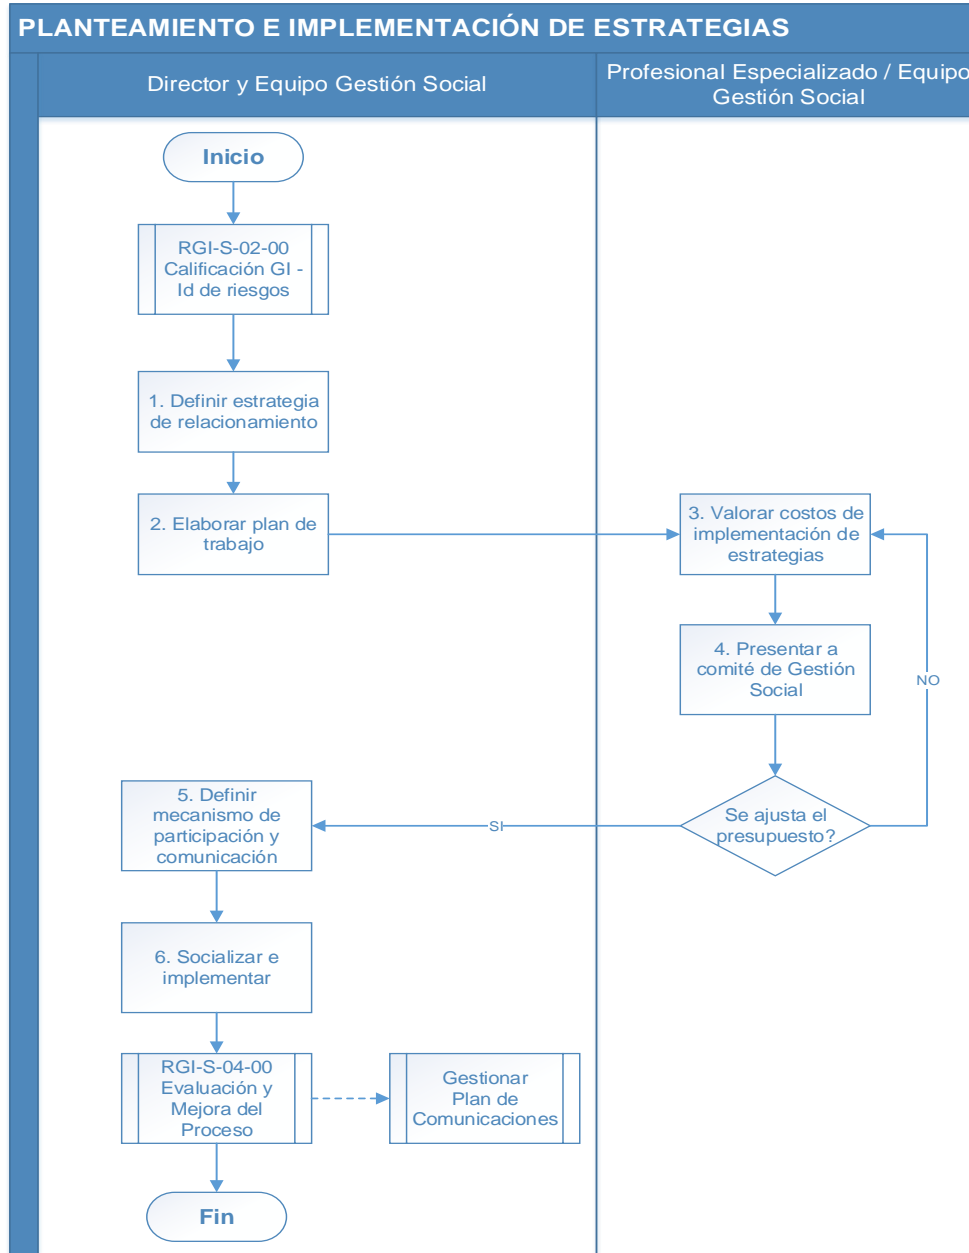 PLANTEAMIENTO E IMPLEMENTACIÓN DE ESTRATEGIAS
Director y Equipo Gestión Social
Profesional Especializado / Equipo
Gestión Social
Inicio
RGI-S-02-00
Calificación GI -
Id de riesgos
1. Definir estrategia
de relacionamiento
2. Elaborar plan de
trabajo
3. Valorar costos de
implementación de
estrategias
4. Presentar a
comité de Gestión
Social
NO
Se ajusta el
presupuesto?
SI
5. Definir
mecanismo de
participación y
comunicación
6. Socializar e
implementar
RGI-S-04-00
Evaluación y
Mejora del
Proceso
Gestionar
Plan de
Comunicaciones
Fin